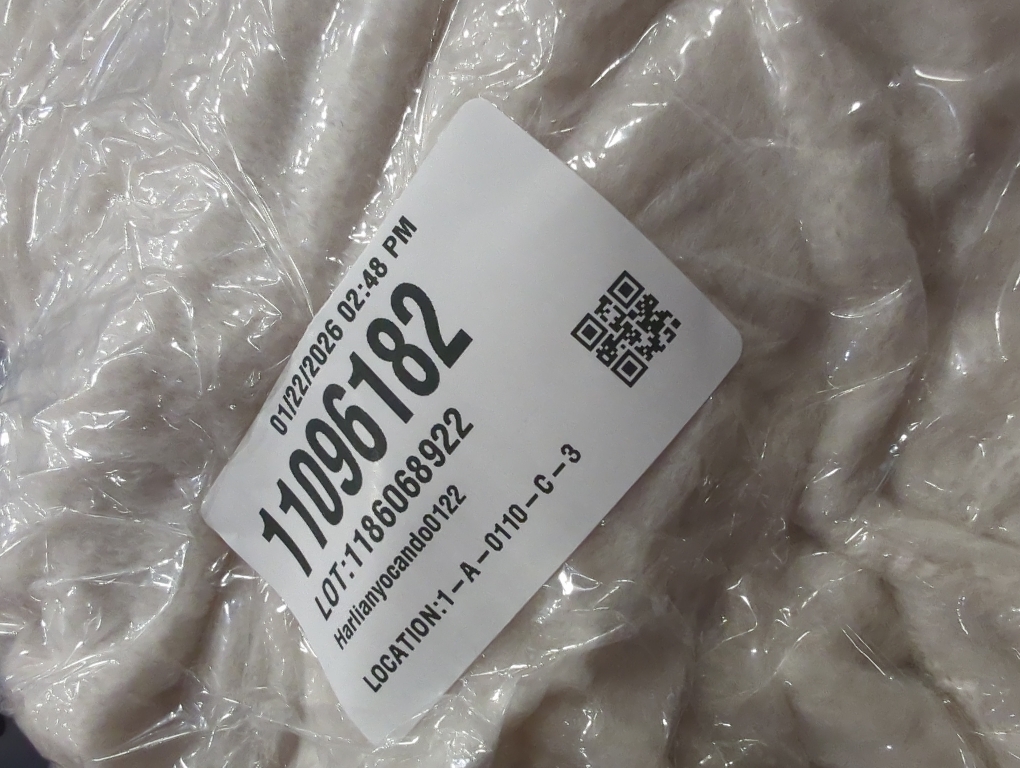 01/22/2026 02:48 PM
11096182
LOT:1186068922
Harlianyocando0122
LOCATION:1-A-0110-C-3